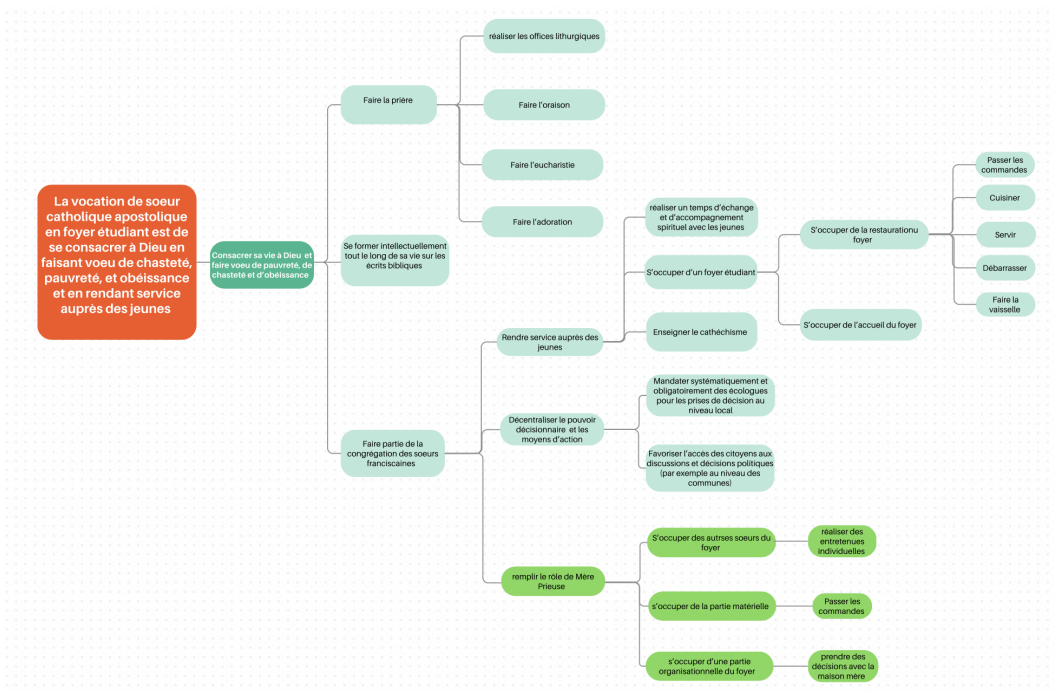 La vocation de soeur
catholique apostolique
en foyer étudiant est de
se consacrer à Dieu en
faisant voeu de chasteté,
pauvreté, et obéissance
et en rendant service
auprès des jeunes
Consacrer sa vie à Dieu et
faire voeu de pauvreté, de
chasteté et d'obéissance
Faire la prière
réaliser les offices lithurgiques
Faire l'oraison
Faire l'eucharistie
Faire l'adoration
Se former intellectuellement
tout le long de sa vie sur les
écrits bibliques
Faire partie de la
congrégation des soeurs
franciscaines
Rendre service auprès des
jeunes
réaliser un temps d'échange
et d'accompagnement
spirituel avec les jeunes
S'occuper d'un foyer étudiant
S'occuper de la restaurationu
foyer
Passer les
commandes
Cuisiner
Servir
Débarrasser
Faire la
vaisselle
S'occuper de l'accueil du foyer
Enseigner le cathéchisme
Décentraliser le pouvoir
décisionnaire et les
moyens d'action
Mandater systématiquement et
obligatoirement des écologues
pour les prises de décision au
niveau local
Favoriser l'accès des citoyens aux
discussions et décisions politiques
(par exemple au niveau des
communes)
remplir le rôle de Mère
Prieuse
S'occuper des autrses soeurs du
foyer
réaliser des
entretenues
individuelles
s'occuper de la partie matérielle
Passer les
commandes
s'occuper d'une partie
organisationnelle du foyer
prendre des
décisions avec la
maison mère